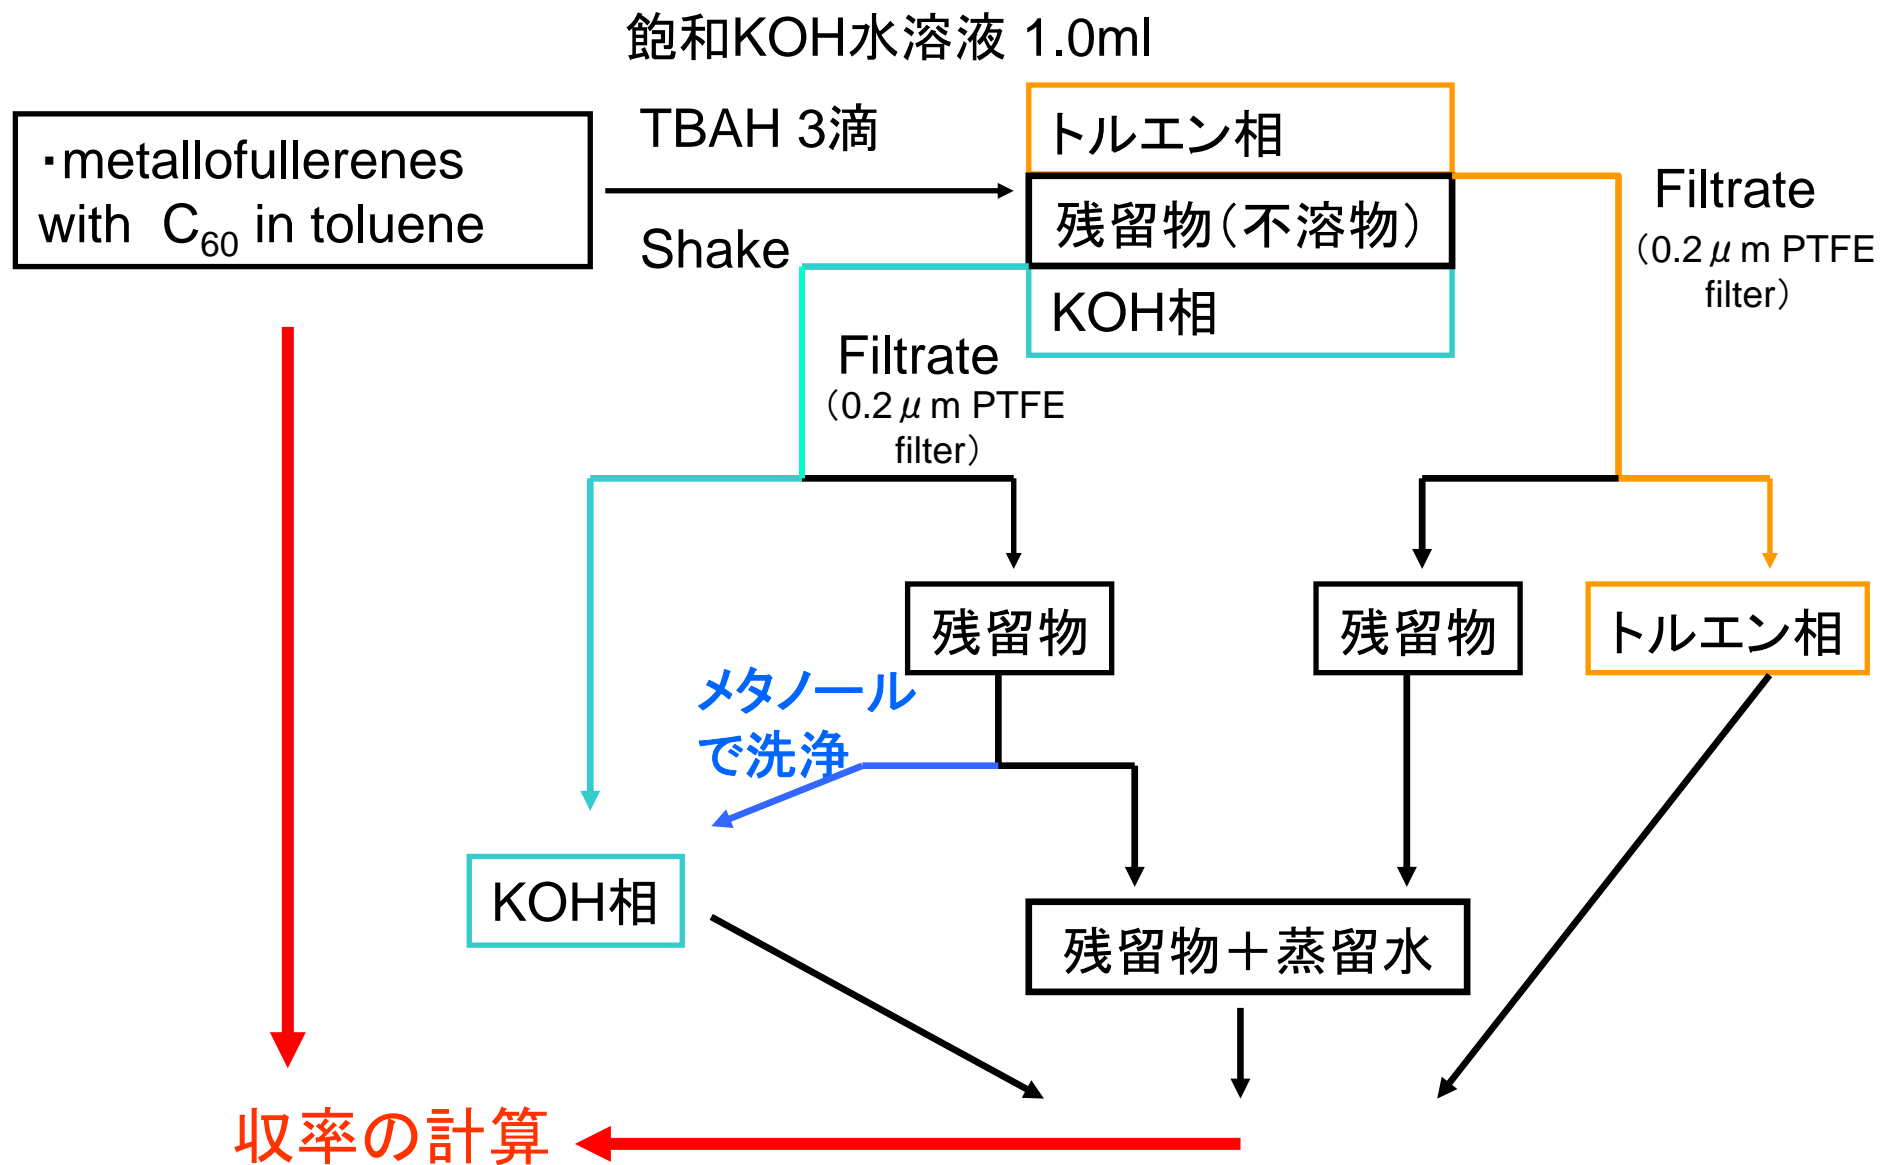 飽和KOH水溶液 1.0ml
TBAH 3滴
Shake
・metallofullerenes
with C60 in toluene
トルエン相
残留物(不溶物)
KOH相
Filtrate
(0.2μm PTFE
filter)
Filtrate
(0.2μm PTFE
filter)
残留物
残留物
トルエン相
メタノール
で洗浄
KOH相
残留物+蒸留水
収率の計算